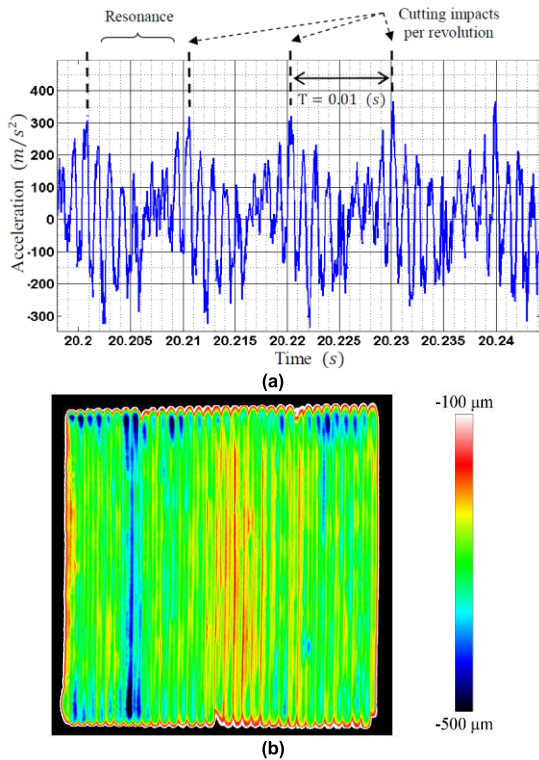 Resonance
Cutting impacts
per revolution
T = 0.01 (s)
400
300
200
100
0
-100
-200
-300
Acceleration (m/s²)
20.2 20.205 20.21 20.215 20.22 20.225 20.23 20.235 20.24
Time (s)
(a)
-100 µm
-500 µm
(b)